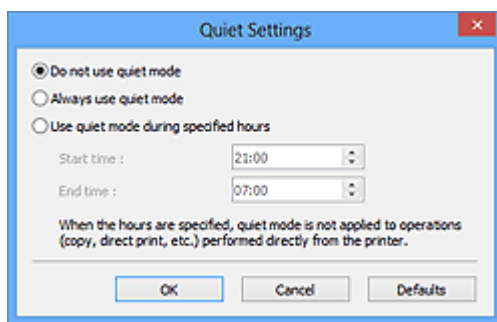 Quiet Settings
Do not use quiet mode
Always use quiet mode
Use quiet mode during specified hours
Start time : 21:00
End time : 07:00
When the hours are specified, quiet mode is not applied to operations
(copy, direct print, etc.) performed directly from the printer.
OK Cancel Defaults